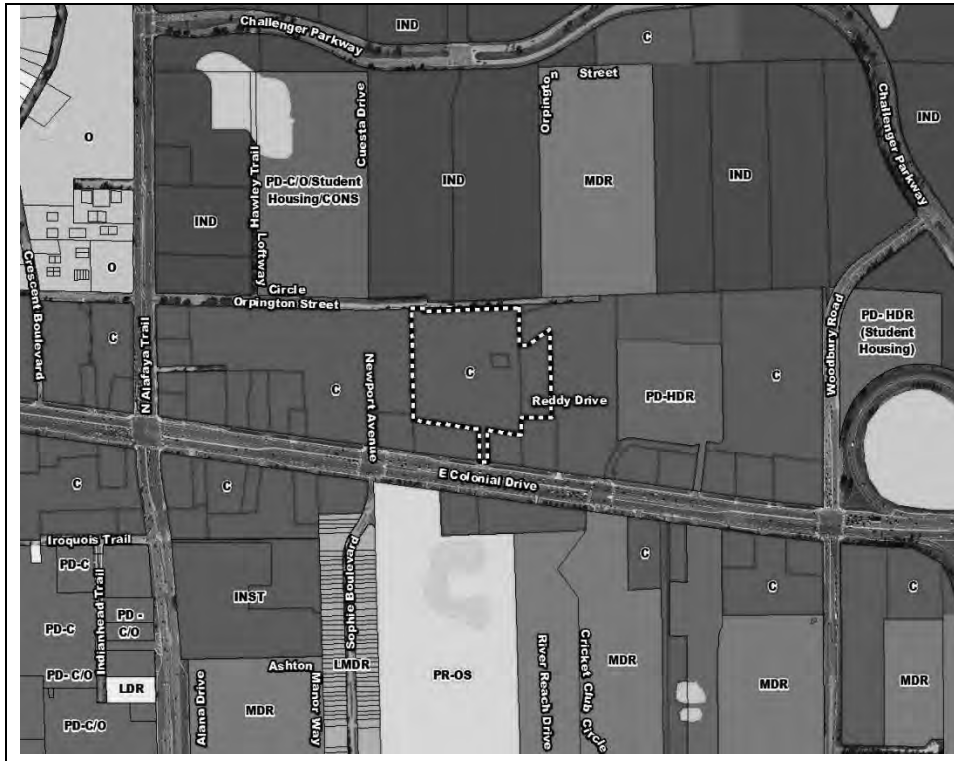 Challenger Parkway
IND
C
Orpington Street
Challenger Parkway
IND
O
Cuesta Drive
Hawley Trail
PD-C/O/Student
Housing/CONS
IND
MDR
IND
IND
Loftway
Circle
O
Crescent Boulevard
Orpington Street
N Alafaya Trail
C
Newport Avenue
C
C
Reddy Drive
PD-HDR
C
Woodbury Road
PD- HDR
(Student
Housing)
E Colonial Drive
C
C
Iroquois Trail
PD-C
Indianhead Trail
PD -
C/O
PD-C
PD- C/O
LDR
PD-C/O
INST
Alana Drive
MDR
Ashton
Manor Way
Sophie Boulevard
LMDR
PR-OS
River Reach Drive
Cricket Club Circle
MDR
C
C
C
MDR
MDR